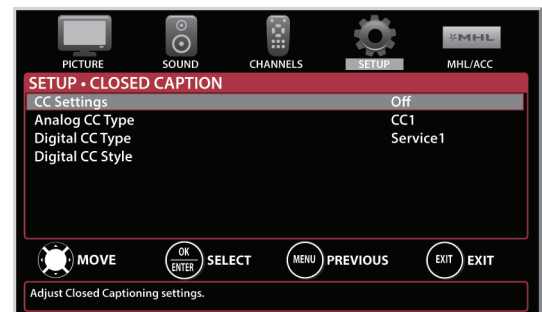 MHL
PICTURE SOUND CHANNELS SETUP MHL/ACC
SETUP • CLOSED CAPTION
CC Settings Off
Analog CC Type CC1
Digital CC Type Service1
Digital CC Style
MOVE OK ENTER SELECT MENU PREVIOUS EXIT EXIT
Adjust Closed Captioning settings.